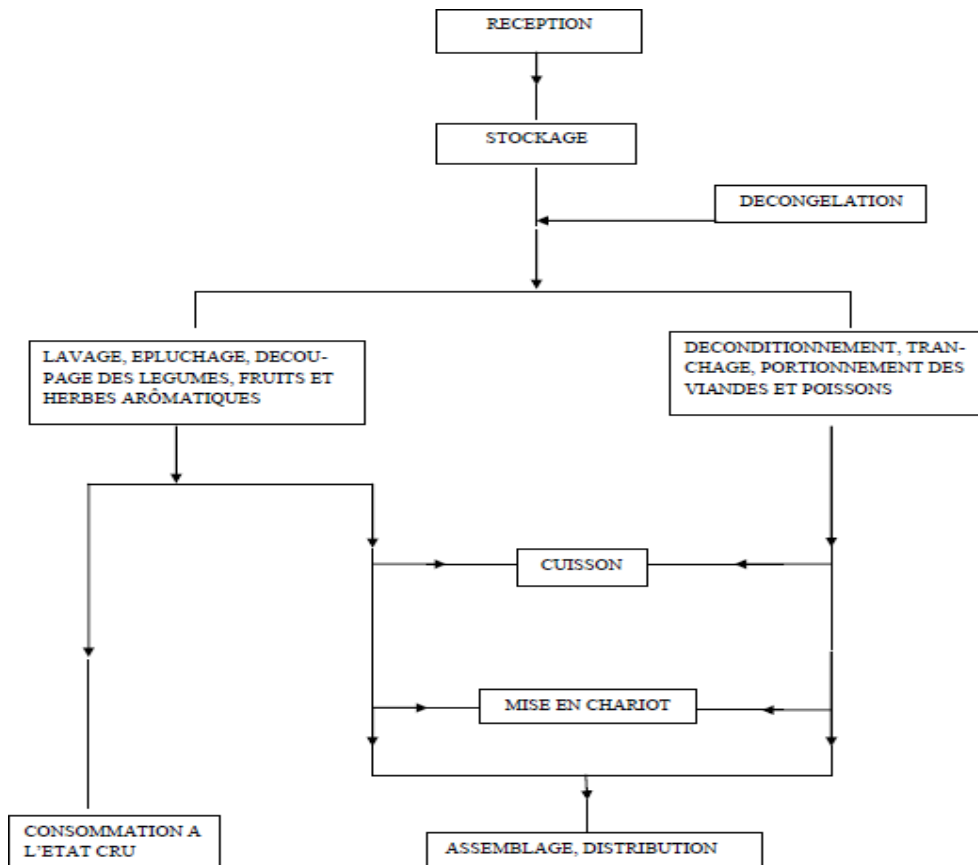 RECEPTION
STOCKAGE
DECONGELATION
LAVAGE, EPLUCHAGE, DECOU-
PAGE DES LEGUMES, FRUITS ET
HERBES ARÔMATIQUES
DECONDITIONNEMENT, TRAN-
CHAGE, PORTIONNEMENT DES
VIANDES ET POISSONS
CUISSON
MISE EN CHARIOT
CONSOMMATION A
L'ETAT CRU
ASSEMBLAGE, DISTRIBUTION